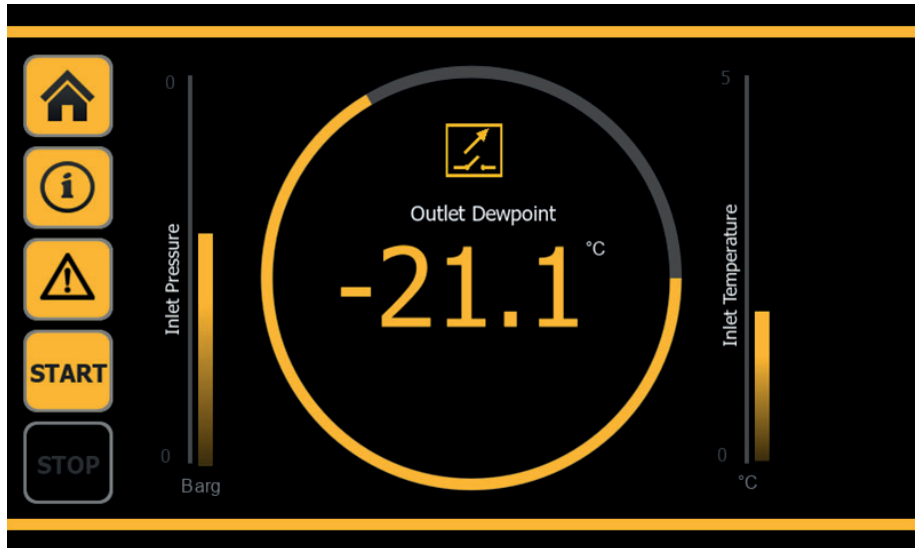 i
START
STOP
0
Inlet Pressure
0
Barg
Outlet Dewpoint
-21.1 °C
5
Inlet Temperature
0
°C